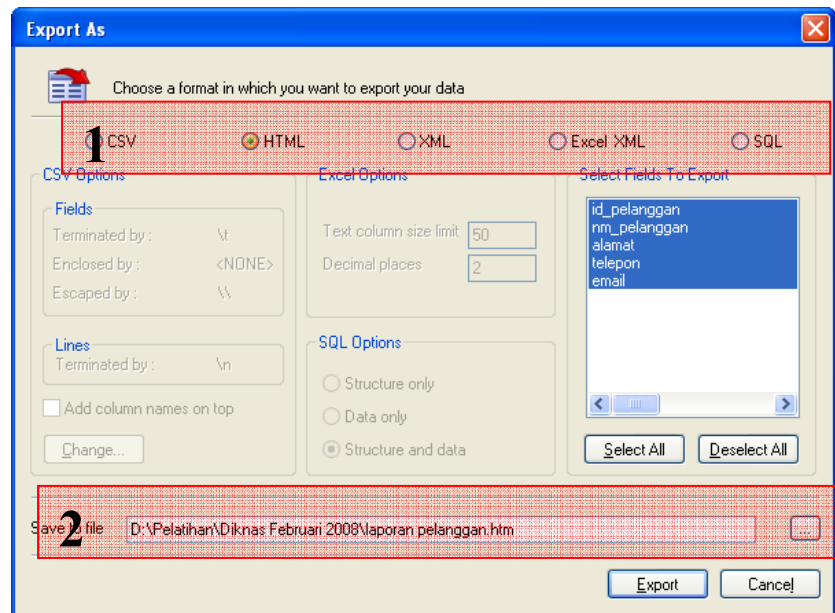 Export As
Choose a format in which you want to export your data
1
CSV HTML XML Excel XML SQL
CSV Options
Fields
Terminated by : \t
Enclosed by : <NONE>
Escaped by : \\
Lines
Terminated by : \n
Add column names on top
Change...
Excel Options
Text column size limit 50
Decimal places 2
SQL Options
Structure only
Data only
Structure and data
Select Fields To Export
id_pelanggan
nm_pelanggan
alamat
telepon
email
Select All Deselect All
2
Save to file D:\Pelatihan\Diknas Februari 2008\laporan pelanggan.htm ...
Export Cancel